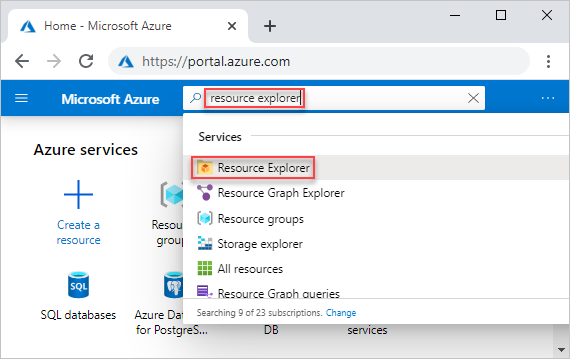 Home - Microsoft Azure
https://portal.azure.com
Microsoft Azure
resource explorer
Services
Azure services
Resource Explorer
Resource Graph Explorer
Create a
resource
Resou
group
Resource groups
Storage explorer
All resources
Resource Graph queries
SQL databases
Azure Dat
for PostgreS...
DB
services
Searching 9 of 23 subscriptions. Change